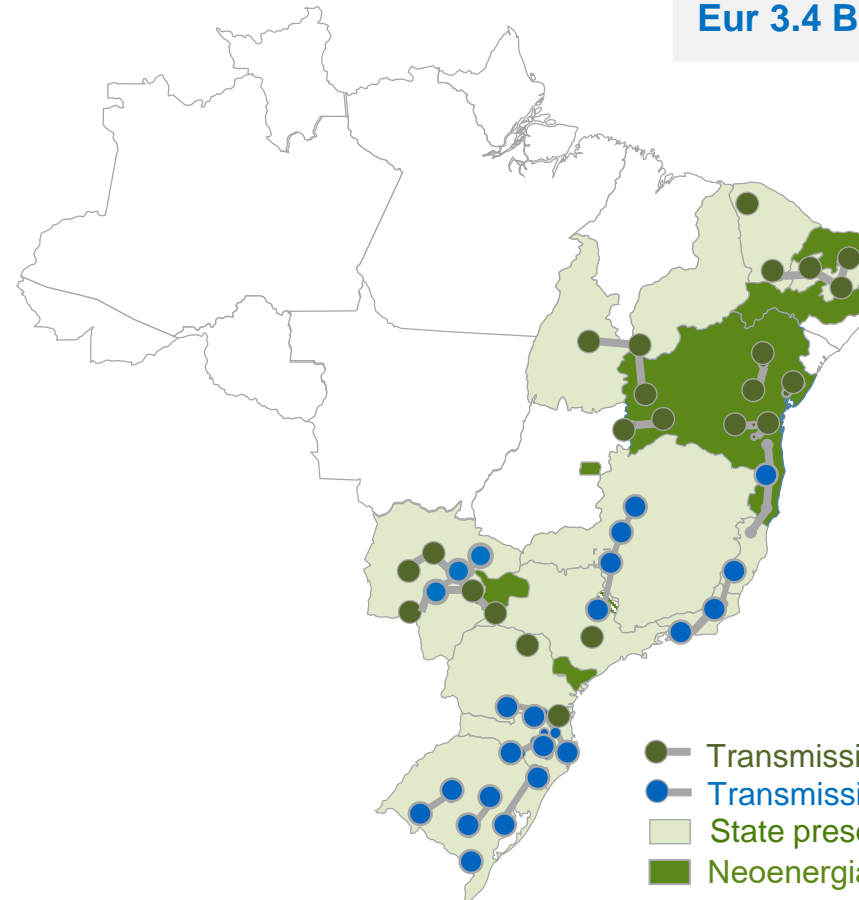 Eur 3.4 B
Transmissi
Transmissi
State prese
Neoenergia